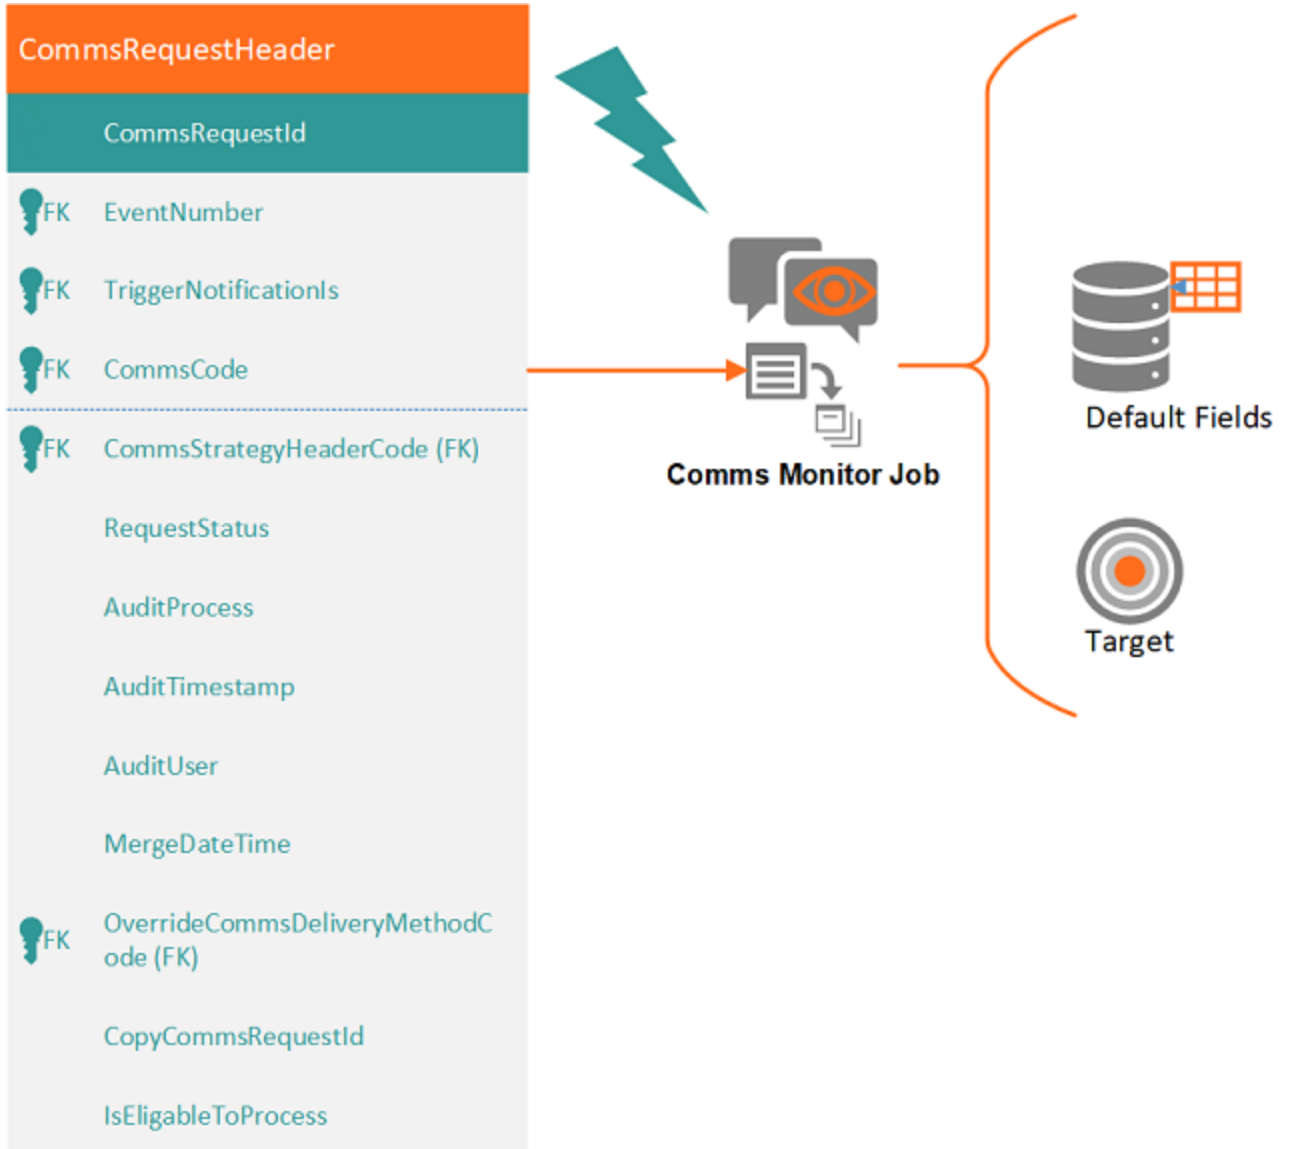 CommsRequestHeader
CommsRequestId
FK EventNumber
FK TriggerNotificationIs
FK CommsCode
FK CommsStrategyHeaderCode (FK)
RequestStatus
AuditProcess
AuditTimestamp
AuditUser
MergeDateTime
FK OverrideCommsDeliveryMethodC
ode (FK)
CopyCommsRequestId
IsEligableToProcess
Comms Monitor Job
Default Fields
Target